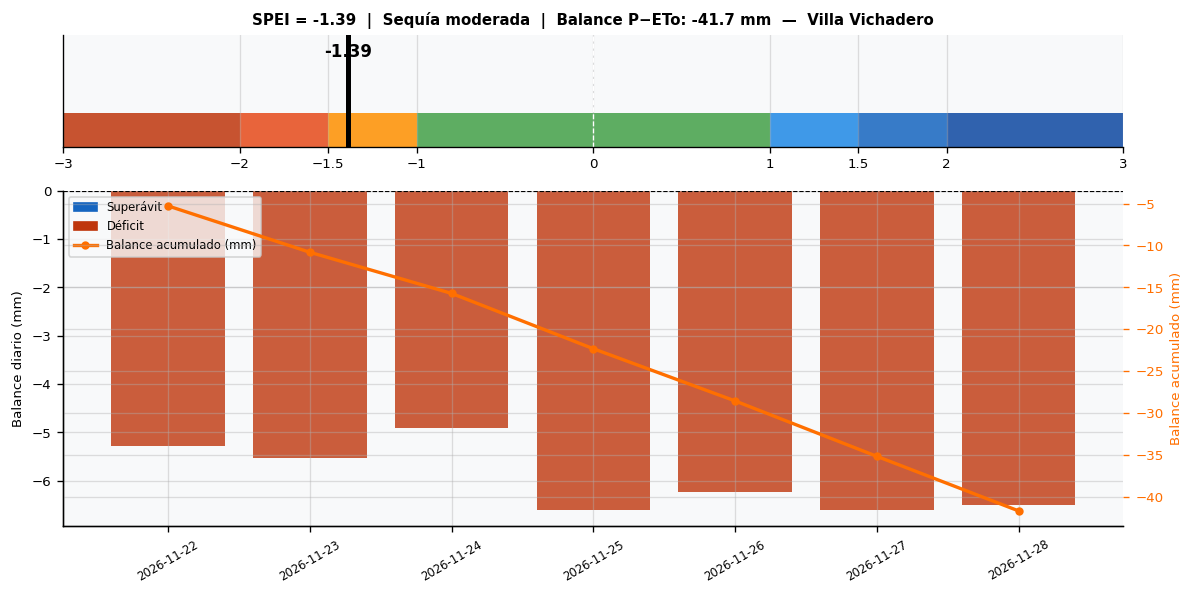 SPEI = -1.39  |  Sequía moderada  |  Balance P−ETo: -41.7 mm  —  Villa Vichadero
-1.39
−3 −2 −1.5 −1 0 1 1.5 2 3
Superávit
Déficit
Balance acumulado (mm)
Balance diario (mm)
0
−1
−2
−3
−4
−5
−6
Balance acumulado (mm)
−5
−10
−15
−20
−25
−30
−35
−40
2026-11-22 2026-11-23 2026-11-24 2026-11-25 2026-11-26 2026-11-27 2026-11-28